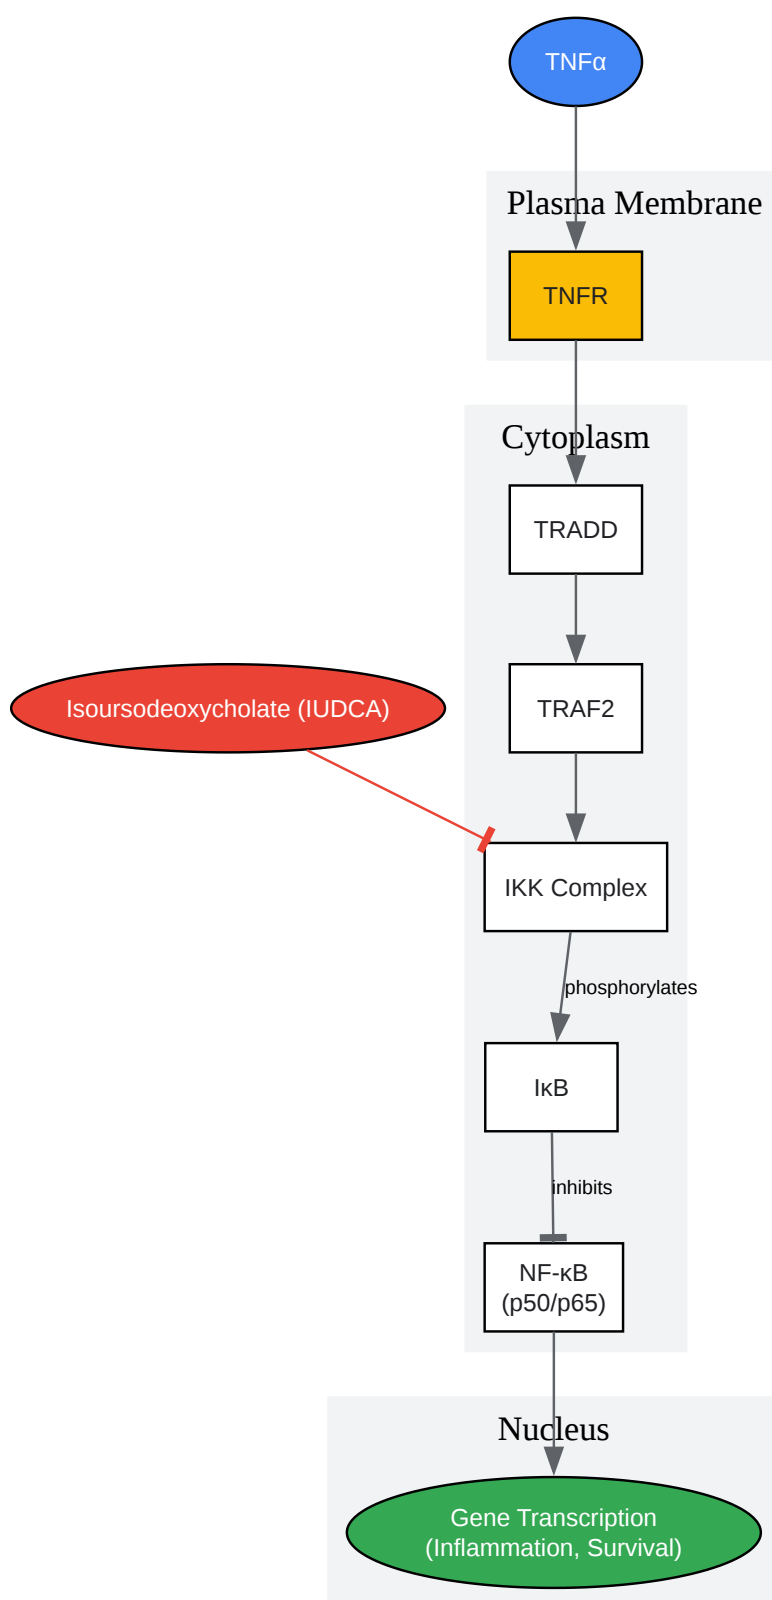 TNFα
Plasma Membrane
TNFR
Cytoplasm
TRADD
Isoursodeoxycholate (IUDCA)
TRAF2
IKK Complex
phosphorylates
IκB
inhibits
NF-κB
(p50/p65)
Nucleus
Gene Transcription
(Inflammation, Survival)